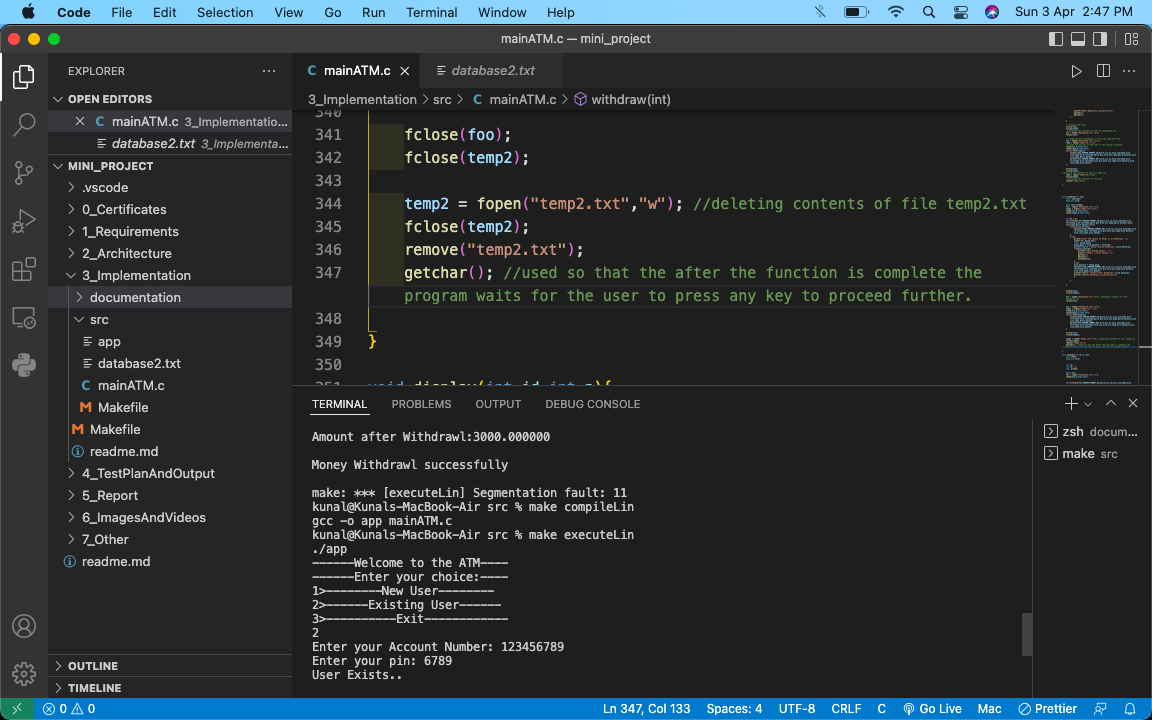 Code File Edit Selection View Go Run Terminal Window Help Sun 3 Apr 2:47 PM
mainATM.c — mini_project
EXPLORER
OPEN EDITORS
mainATM.c 3_Implementatio...
database2.txt 3_Implementa...
MINI_PROJECT
.vscode
0_Certificates
1_Requirements
2_Architecture
3_Implementation
documentation
src
app
database2.txt
C mainATM.c
M Makefile
M Makefile
readme.md
4_TestPlanAndOutput
5_Report
6_ImagesAndVideos
7_Other
readme.md
OUTLINE
TIMELINE
C mainATM.c database2.txt
3_Implementation > src > C mainATM.c > withdraw(int)
340
341 fclose(foo);
342 fclose(temp2);
343
344 temp2 = fopen("temp2.txt","w"); //deleting contents of file temp2.txt
345 fclose(temp2);
346 remove("temp2.txt");
347 getchar(); //used so that the after the function is complete the
program waits for the user to press any key to proceed further.
348
349 }
350
351 void display(int id,int p){
TERMINAL PROBLEMS OUTPUT DEBUG CONSOLE
Amount after Withdrawl:3000.000000
Money Withdrawl successfully
make: *** [executeLin] Segmentation fault: 11
kunal@Kunals-MacBook-Air src % make compileLin
gcc -o app mainATM.c
kunal@Kunals-MacBook-Air src % make executeLin
./app
------Welcome to the ATM----
------Enter your choice:----
1>--------New User--------
2>------Existing User------
3>----------Exit------------
2
Enter your Account Number: 123456789
Enter your pin: 6789
User Exists..
zsh docum...
make src
0 0 Ln 347, Col 133 Spaces: 4 UTF-8 CRLF C Go Live Mac Prettier